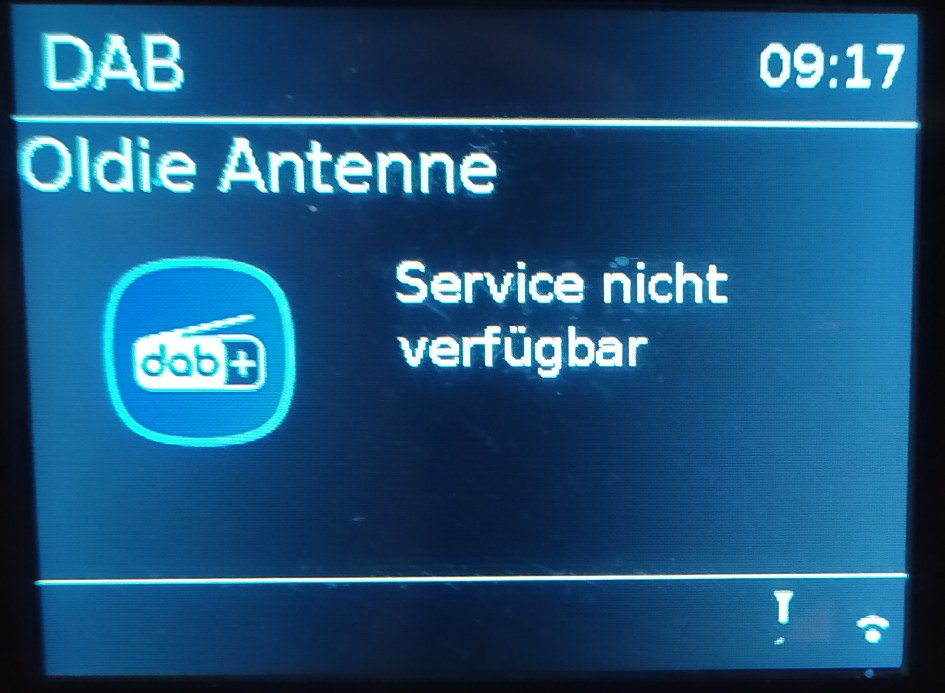 DAB
09:17
Oldie Antenne
dab+
Service nicht
verfügbar